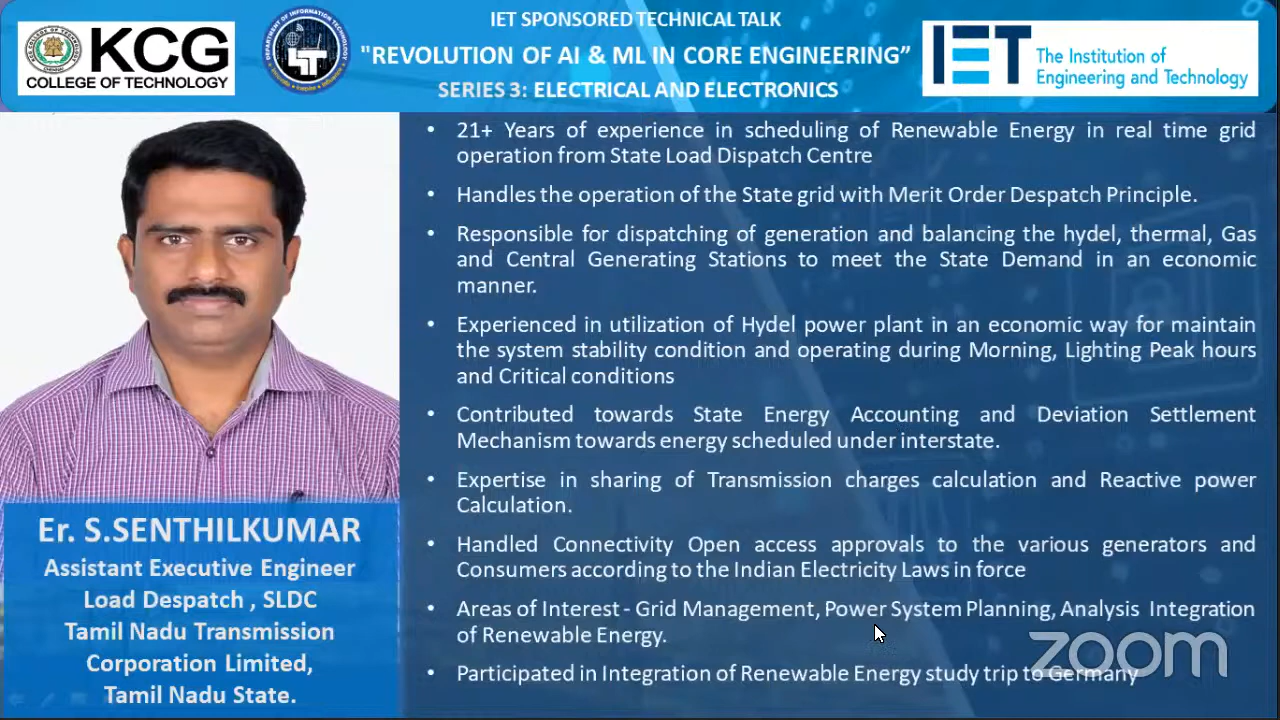 KCG
COLLEGE OF TECHNOLOGY
IET SPONSORED TECHNICAL TALK
"REVOLUTION OF AI & ML IN CORE ENGINEERING”
SERIES 3: ELECTRICAL AND ELECTRONICS
IET
The Institution of
Engineering and Technology
• 21+ Years of experience in scheduling of Renewable Energy in real time grid
operation from State Load Dispatch Centre
• Handles the operation of the State grid with Merit Order Despatch Principle.
• Responsible for dispatching of generation and balancing the hydel, thermal, Gas
and Central Generating Stations to meet the State Demand in an economic
manner.
• Experienced in utilization of Hydel power plant in an economic way for maintain
the system stability condition and operating during Morning, Lighting Peak hours
and Critical conditions
• Contributed towards State Energy Accounting and Deviation Settlement
Mechanism towards energy scheduled under interstate.
• Expertise in sharing of Transmission charges calculation and Reactive power
Calculation.
• Handled Connectivity Open access approvals to the various generators and
Consumers according to the Indian Electricity Laws in force
• Areas of Interest - Grid Management, Power System Planning, Analysis Integration
of Renewable Energy.
• Participated in Integration of Renewable Energy study trip to Germany
Er. S.SENTHILKUMAR
Assistant Executive Engineer
Load Despatch , SLDC
Tamil Nadu Transmission
Corporation Limited,
Tamil Nadu State.
zoom